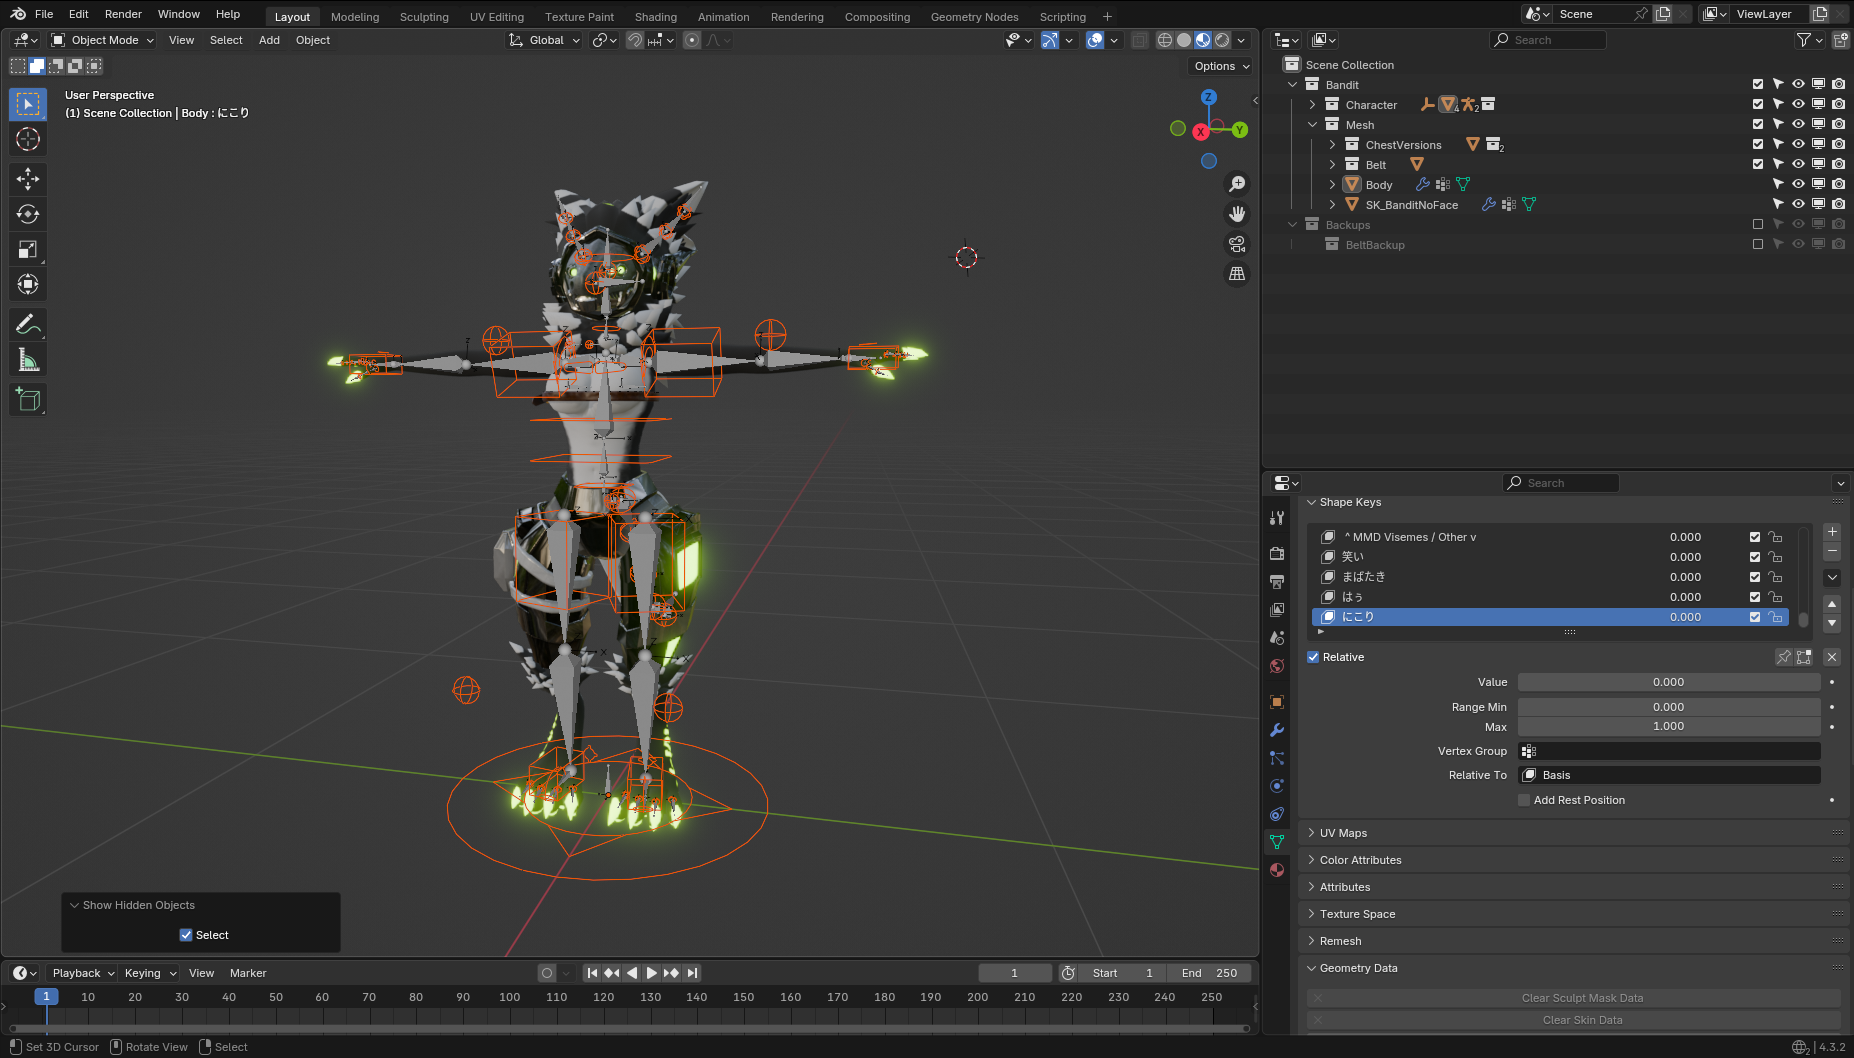 File Edit Render Window Help Layout Modeling Sculpting UV Editing Texture Paint Shading Animation Rendering Compositing Geometry Nodes Scripting + Scene ViewLayer
Object Mode View Select Add Object Global Search
Options
User Perspective
(1) Scene Collection | Body : にこり
Z
X
Y
Scene Collection
Bandit
Character 4 2
Mesh
ChestVersions 2
Belt
Body
SK_BanditNoFace
Backups
BeltBackup
Search
Shape Keys
^ MMD Visemes / Other v 0.000
笑い 0.000
まばたき 0.000
はぅ 0.000
にこり 0.000
Relative
Value 0.000
Range Min 0.000
Max 1.000
Vertex Group
Relative To Basis
Add Rest Position
UV Maps
Color Attributes
Attributes
Texture Space
Remesh
Geometry Data
Clear Sculpt Mask Data
Clear Skin Data
Show Hidden Objects
Select
Playback Keying View Marker 1 Start 1 End 250
1 10 20 30 40 50 60 70 80 90 100 110 120 130 140 150 160 170 180 190 200 210 220 230 240 250
Set 3D Cursor Rotate View Select 2 4.3.2